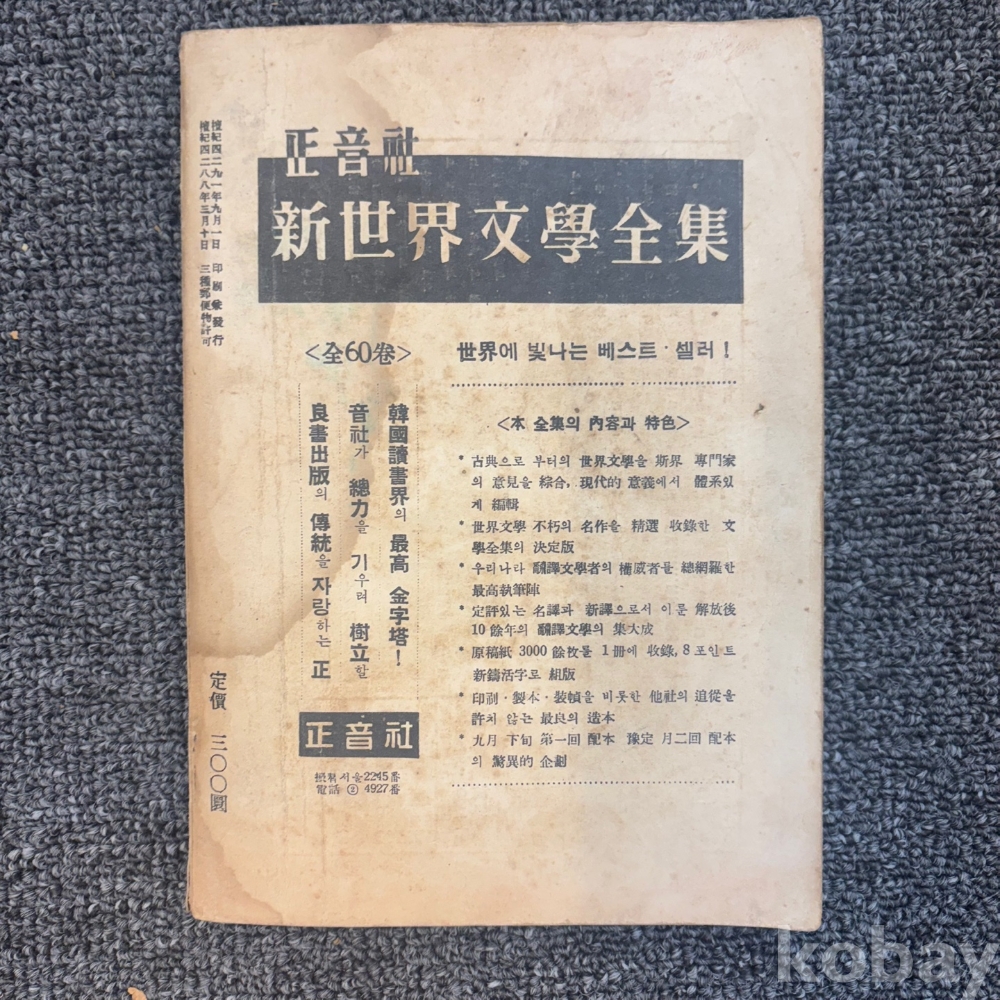 檀紀四二九一年九月一日 印刷發行
檀紀四二八八年三月十日 三種郵便物許可
正音社
新世界文學全集
<全60卷>
世界에 빛나는 베스트·셀러!
韓國讀書界의 最高 金字塔!
音社가 總力을 기우려 樹立할
良書出版의 傳統을 자랑하는 正
<本 全集의 內容과 特色>
* 古典으로 부터의 世界文學을 斯界 專門家
의 意見을 綜合, 現代的 意義에서 體系있
게 編輯
* 世界文學 不朽의 名作을 精選 收錄한 文
學全集의 決定版
* 우리나라 飜譯文學者의 權威者를 總網羅한
最高執筆陣
* 定評있는 名譯과 新譯으로서 이룬 解放後
10餘年의 飜譯文學의 集大成
* 原稿紙 3000餘枚를 1冊에 收錄, 8포인트
新鑄活字로 組版
* 印刷·製本·裝幀을 비롯한 他社의 追從을
許치 않는 最良의 造本
* 九月 下旬 第一回 配本 豫定 月二回 配本
의 驚異的 企劃
正音社
振替서울2245番
電話 ② 4927番
定價 三〇〇圜
kobay